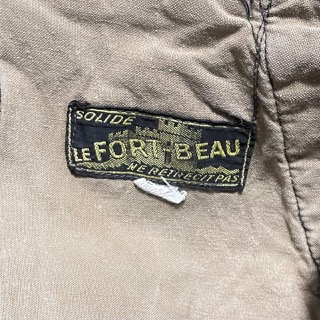 SOLIDE
LE FORT-BEAU
NE RETRECIT PAS